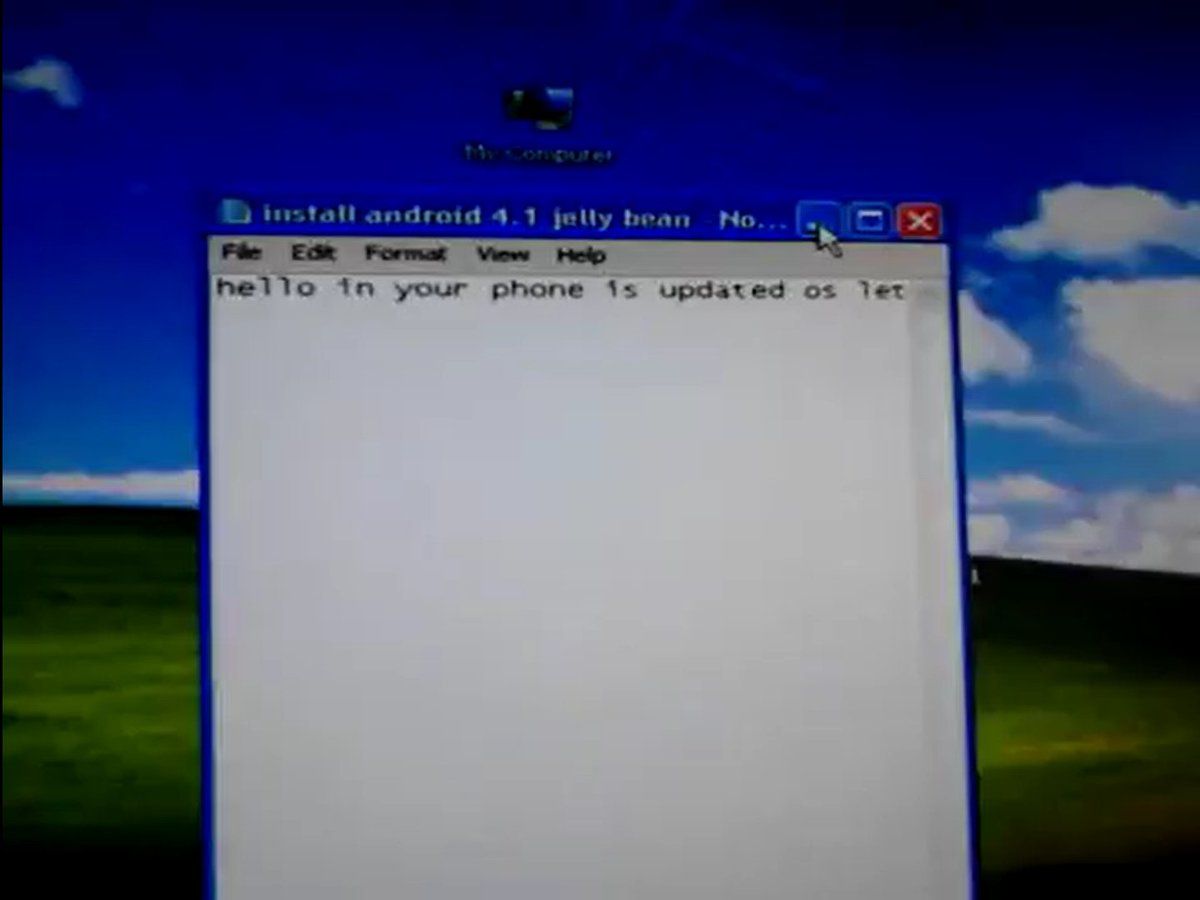 My Computer
install android 4.1 jelly bean - No...
File Edit Format View Help
hello in your phone is updated os let